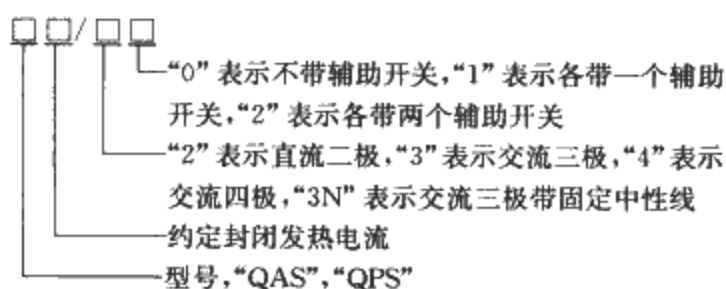 □□/□□
“0”表示不带辅助开关,“1”表示各带一个辅助
开关,“2”表示各带两个辅助开关
“2”表示直流二极,“3”表示交流三极,“4”表示
交流四极,“3N”表示交流三极带固定中性线
约定封闭发热电流
型号,“QAS”,“QPS”